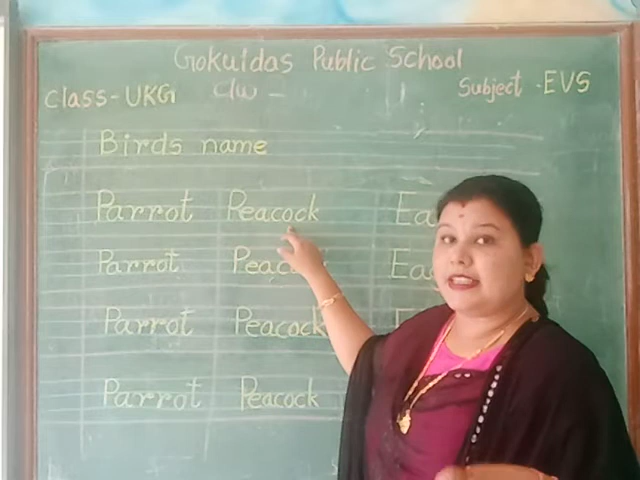 Gokuldas Public School
Class-UKG C/W - Subject - EVS
Birds name
Parrot Peacock
Parrot
Parrot Peacock
Parrot Peacock